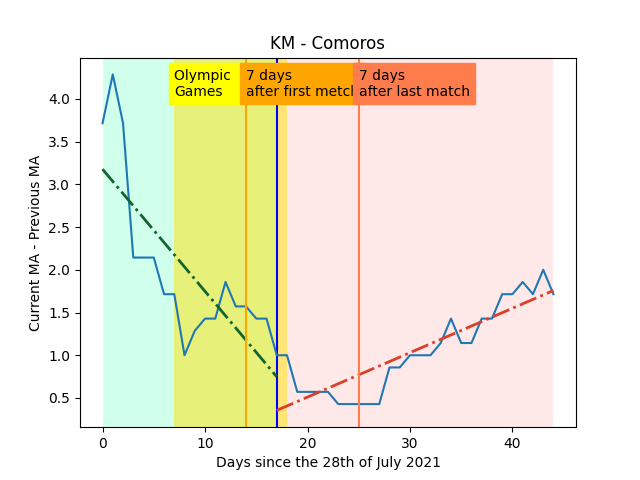 KM - Comoros
Olympic
Games
7 days
after first metcl
7 days
after last match
Current MA - Previous MA
4.0
3.5
3.0
2.5
2.0
1.5
1.0
0.5
0
10
20
30
40
Days since the 28th of July 2021